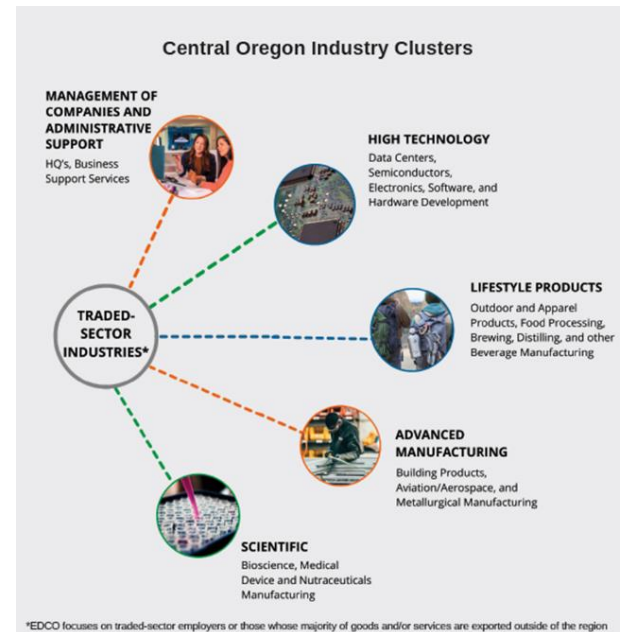 Central Oregon Industry Clusters
MANAGEMENT OF
COMPANIES AND
ADMINISTRATIVE
SUPPORT
HQ's, Business
Support Services
HIGH TECHNOLOGY
Data Centers,
Semiconductors,
Electronics, Software, and
Hardware Development
TRADED-
SECTOR
INDUSTRIES*
LIFESTYLE PRODUCTS
Outdoor and Apparel
Products, Food Processing,
Brewing, Distilling, and other
Beverage Manufacturing
ADVANCED
MANUFACTURING
Building Products,
Aviation/Aerospace, and
Metallurgical Manufacturing
SCIENTIFIC
Bioscience, Medical
Device and Nutraceuticals
Manufacturing
*EDCO focuses on traded-sector employers or those whose majority of goods and/or services are exported outside of the region